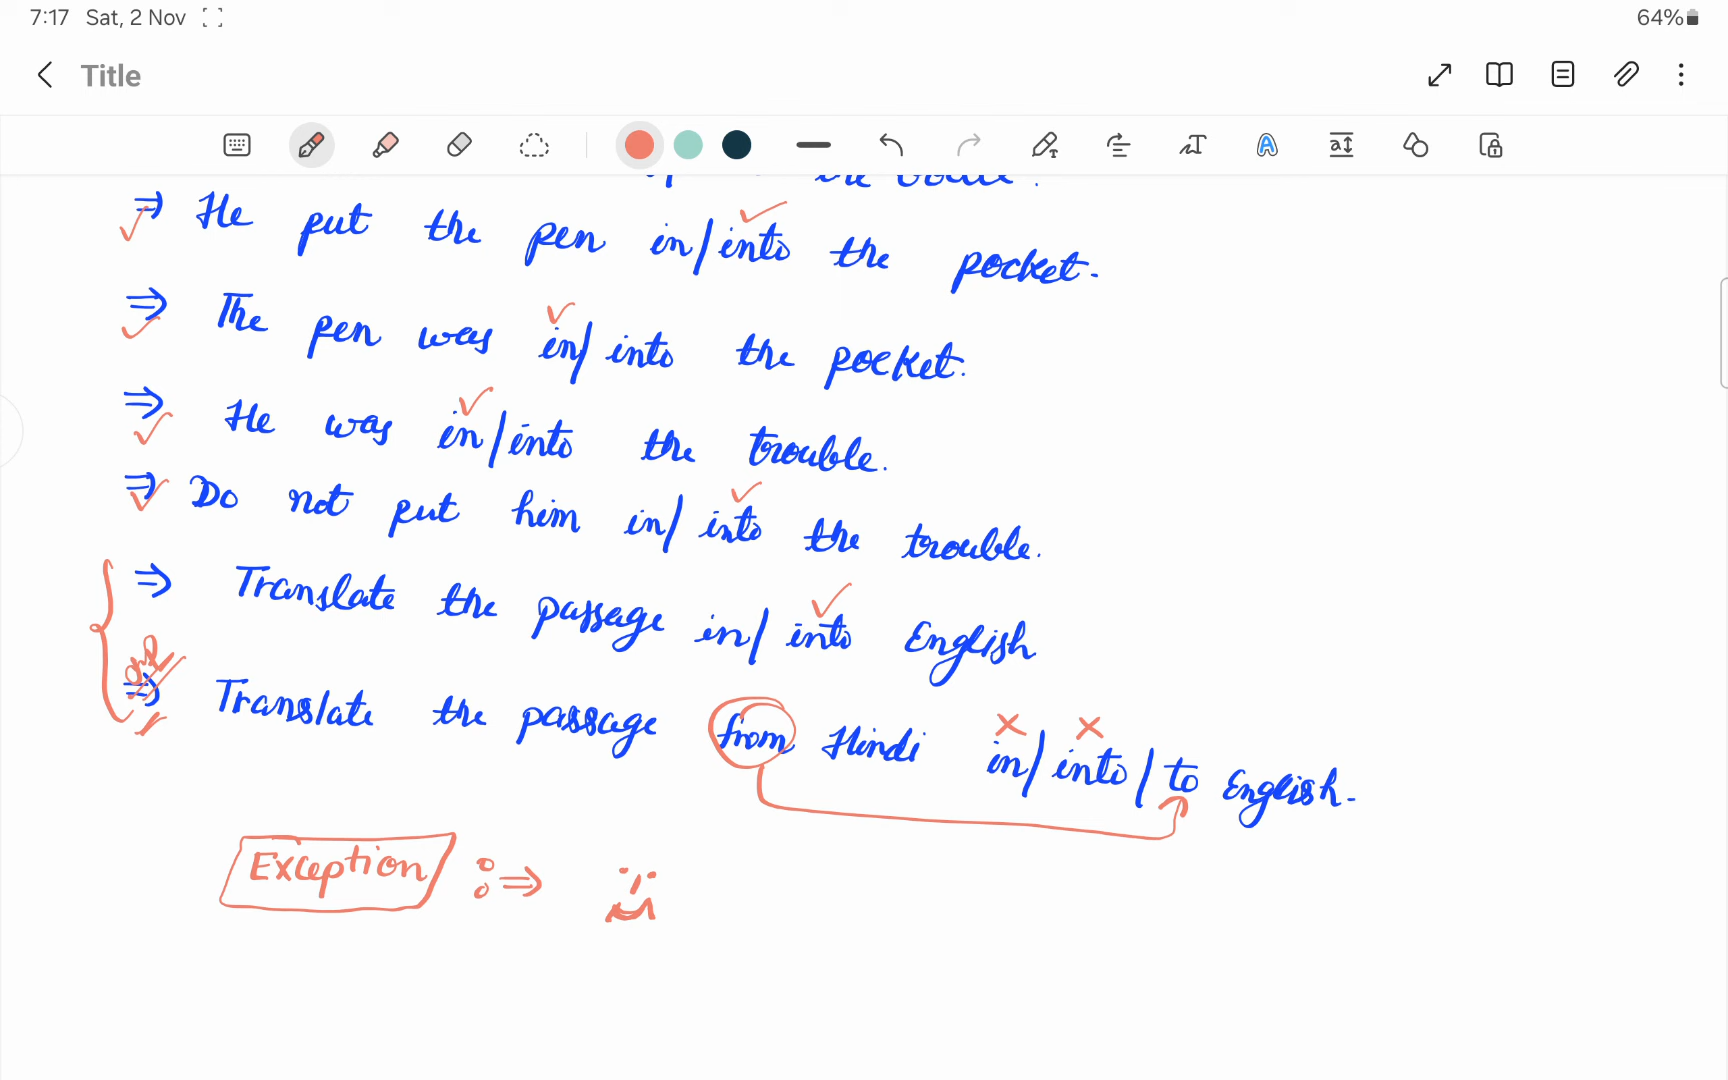 7:17 Sat, 2 Nov 64%
Title
⇒ He put the pen in/into the pocket.
⇒ The pen was in/into the pocket.
⇒ He was in/into the trouble.
⇒ Do not put him in/into the trouble.
⇒ Translate the passage in/into English
⇒ Translate the passage from Hindi in/into/to English.
Exception :⇒